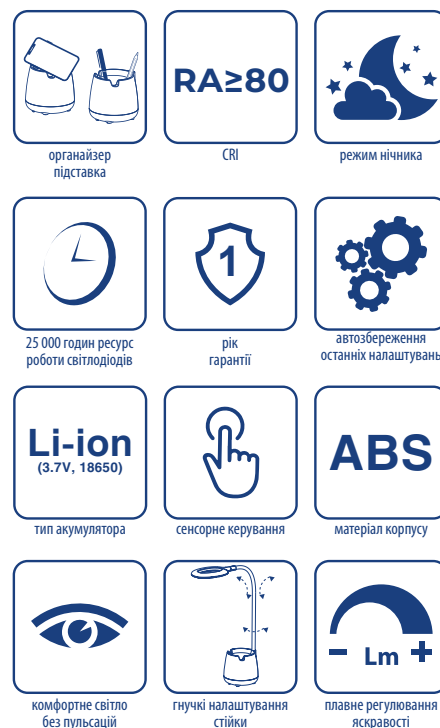 RA≥80
органайзер
підставка
CRI
режим нічника
1
25 000 годин ресурс
роботи світлодіодів
рік
гарантії
автозбереження
останніх налаштувань
Li-ion
(3.7V, 18650)
ABS
тип акумулятора
сенсорне керування
матеріал корпусу
- Lm +
комфортне світло
без пульсацій
гнучкі налаштування
стійки
плавне регулювання
яскравості